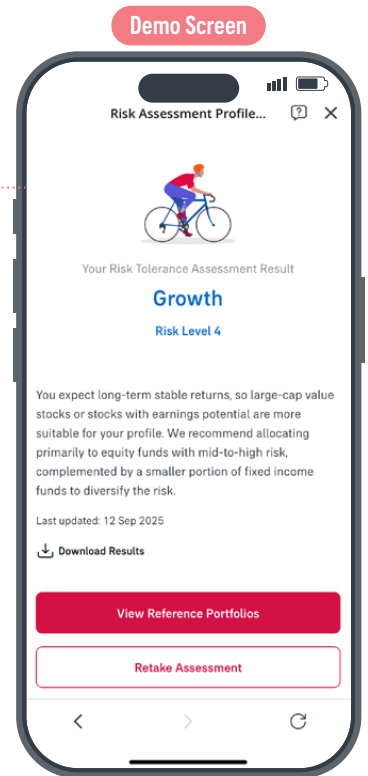 Demo Screen
Risk Assessment Profile...
?
Your Risk Tolerance Assessment Result
Growth
Risk Level 4
You expect long-term stable returns, so large-cap value
stocks or stocks with earnings potential are more
suitable for your profile. We recommend allocating
primarily to equity funds with mid-to-high risk,
complemented by a smaller portion of fixed income
funds to diversify the risk.
Last updated: 12 Sep 2025
Download Results
View Reference Portfolios
Retake Assessment